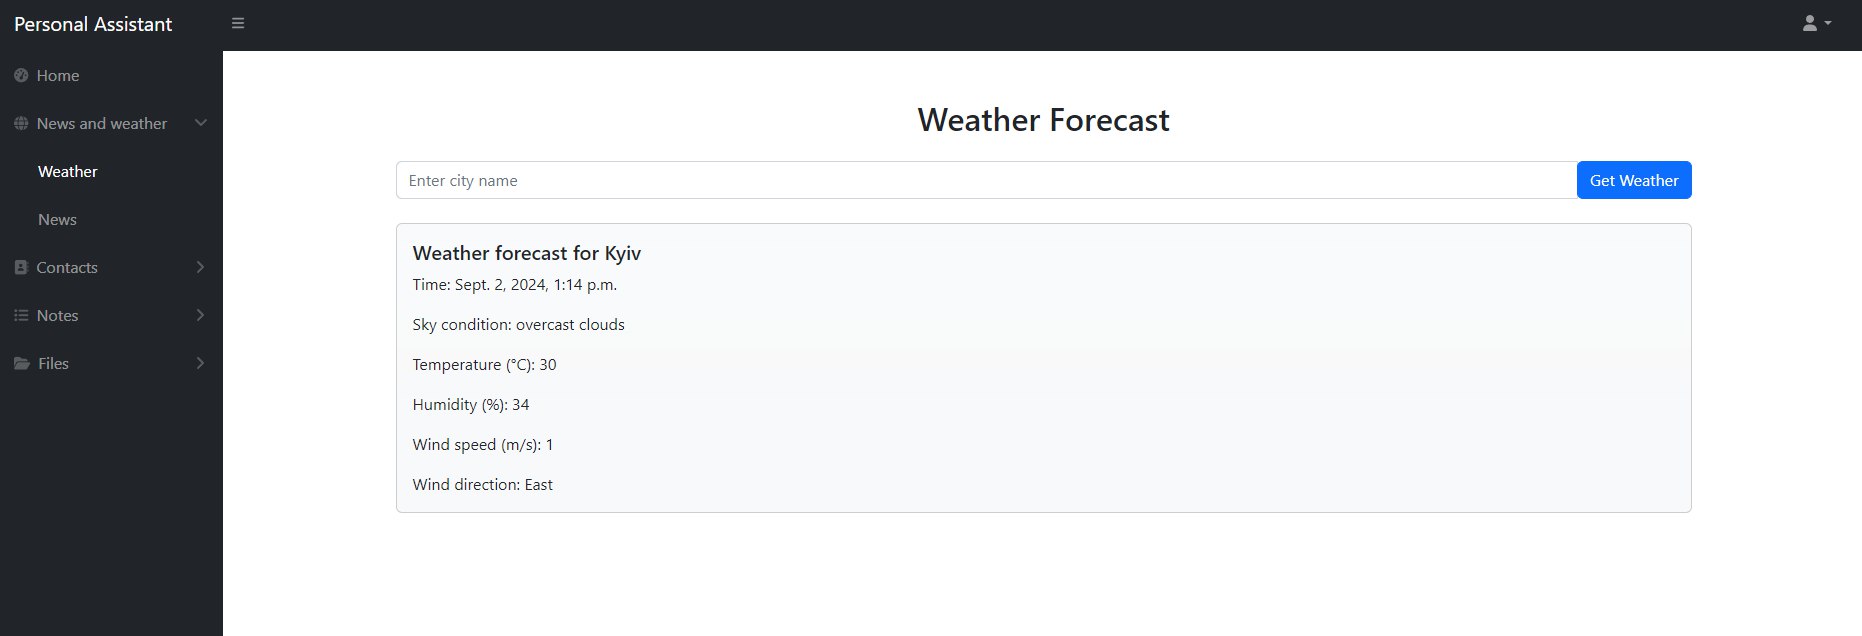 Personal Assistant
Home
News and weather
Weather
News
Contacts
Notes
Files
Weather Forecast
Enter city name
Get Weather
Weather forecast for Kyiv
Time: Sept. 2, 2024, 1:14 p.m.
Sky condition: overcast clouds
Temperature (°C): 30
Humidity (%): 34
Wind speed (m/s): 1
Wind direction: East